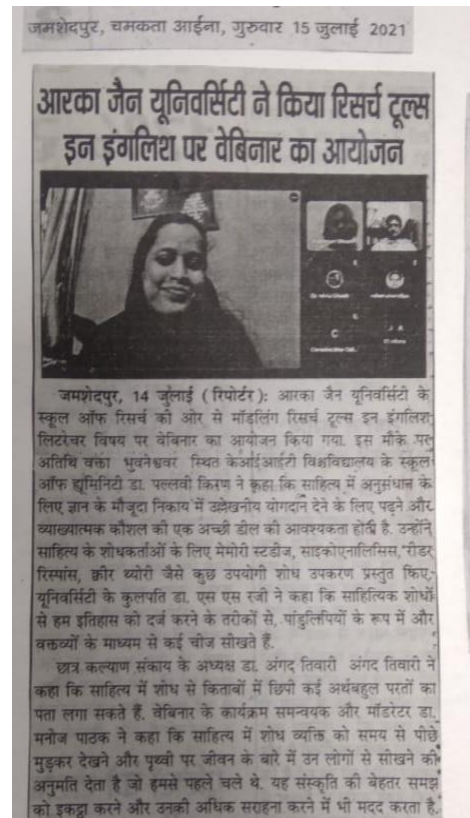 जमशेदपुर, चमकता आईना, गुरुवार 15 जुलाई 2021
आरका जैन यूनिवर्सिटी ने किया रिसर्च टूल्स
इन इंगलिश पर वेबिनार का आयोजन
जमशेदपुर, 14 जुलाई (रिपोर्टर): आरका जैन यूनिवर्सिटी के
स्कूल ऑफ रिसर्च की ओर से मॉडलिंग रिसर्च टूल्स इन इंगलिश
लिटरेचर विषय पर वेबिनार का आयोजन किया गया. इस मौके पर
अतिथि वक्ता भुवनेश्वर स्थित केआईआईटी विश्वविद्यालय के स्कूल
ऑफ ह्यूमिनिटी डा. पल्लवी किरण ने कहा कि साहित्य में अनुसंधान के
लिए ज्ञान के मौजूदा निकाय में उल्लेखनीय योगदान देने के लिए पढ़ने और
व्याख्यात्मक कौशल की एक अच्छी डील की आवश्यकता होती है. उन्होंने
साहित्य के शोधकर्ताओं के लिए मेमोरी स्टडीज, साइकोएनालिसिस, रीडर
रिस्पांस, क्रीर थ्योरी जैसे कुछ उपयोगी शोध उपकरण प्रस्तुत किए.
यूनिवर्सिटी के कुलपति डा. एस एस रजी ने कहा कि साहित्यिक शोधों
से हम इतिहास को दर्ज करने के तरीकों से, पांडुलिपियों के रूप में और
वक्तव्यों के माध्यम से कई चीज सीखते हैं.
छात्र कल्याण संकाय के अध्यक्ष डा. अंगद तिवारी अंगद तिवारी ने
कहा कि साहित्य में शोध से किताबों में छिपी कई अर्थबहुल परतों का
पता लगा सकते हैं. वेबिनार के कार्यक्रम समन्वयक और मॉडरेटर डा.
मनोज पाठक ने कहा कि साहित्य में शोध व्यक्ति को समय से पीछे
मुड़कर देखने और पृथ्वी पर जीवन के बारे में उन लोगों से सीखने की
अनुमति देता है जो हमसे पहले चले थे. यह संस्कृति की बेहतर समझ
को इकट्ठा करने और उनकी अधिक सराहना करने में भी मदद करता है.